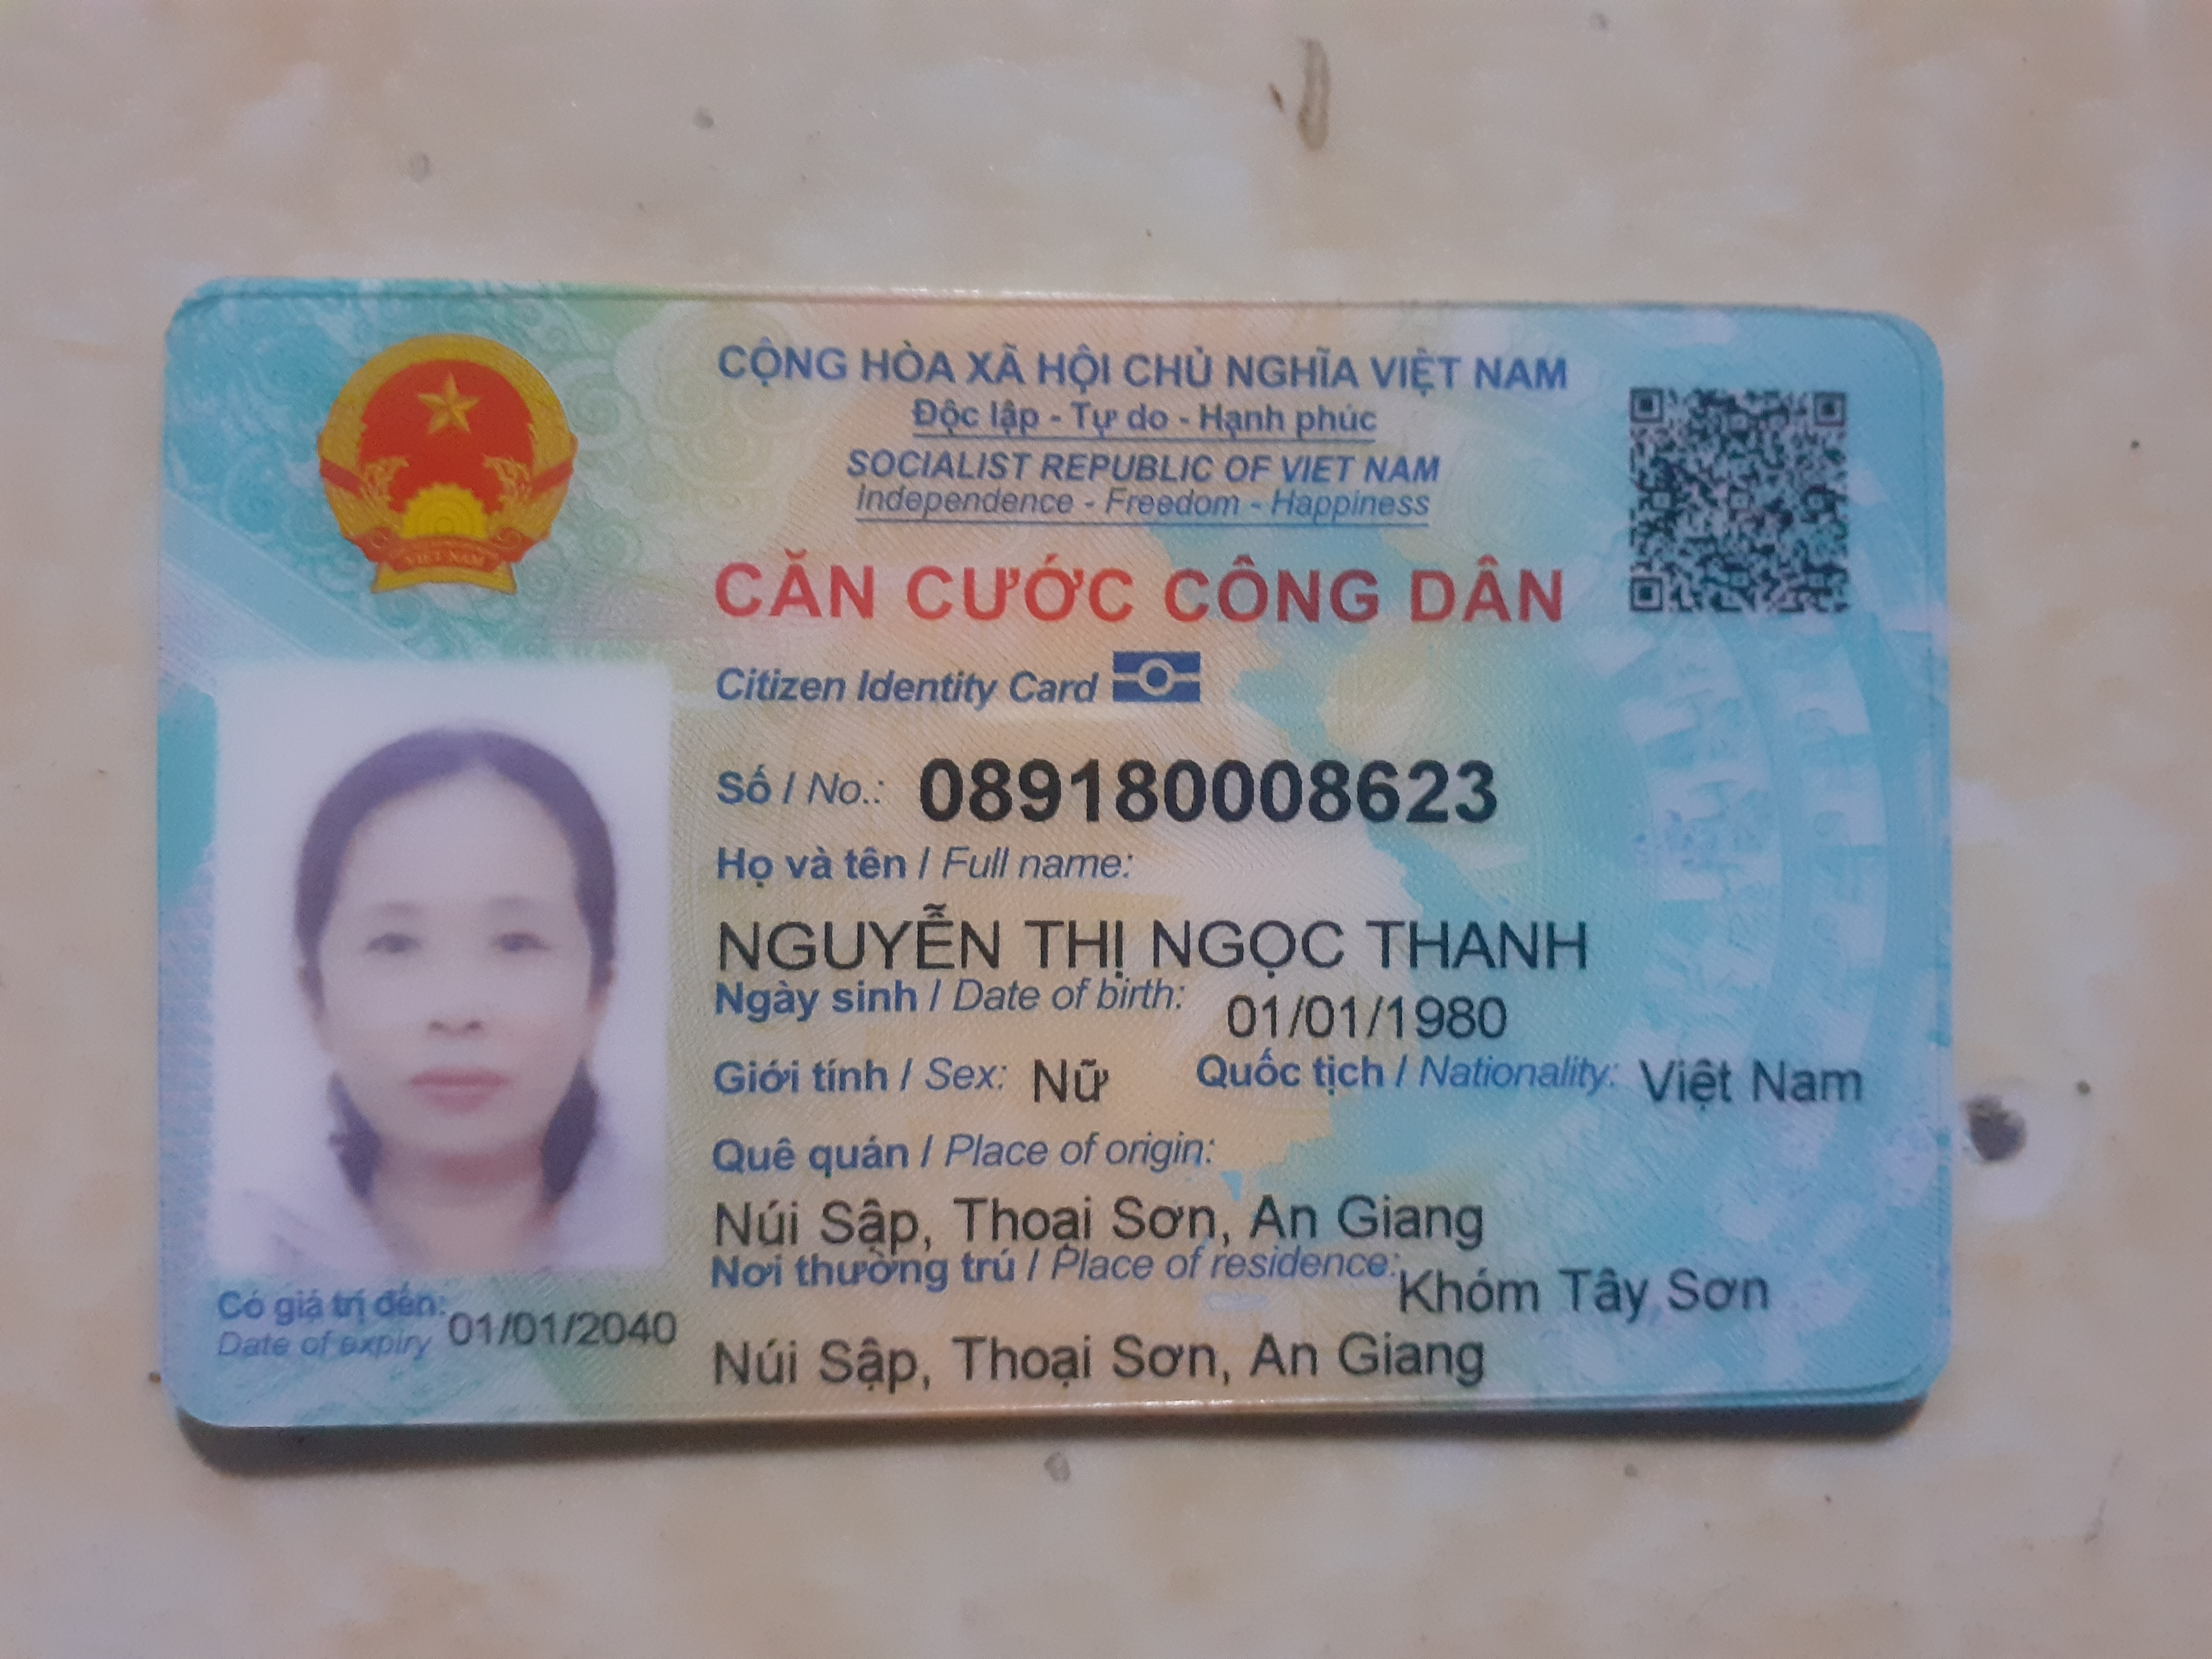 CỘNG HÒA XÃ HỘI CHỦ NGHĨA VIỆT NAM
Độc lập - Tự do - Hạnh phúc
SOCIALIST REPUBLIC OF VIET NAM
Independence - Freedom - Happiness
VIET NAM
CĂN CƯỚC CÔNG DÂN
Citizen Identity Card
Số / No.: 089180008623
Họ và tên / Full name:
NGUYỄN THỊ NGỌC THANH
Ngày sinh / Date of birth: 01/01/1980
Giới tính / Sex: Nữ Quốc tịch / Nationality: Việt Nam
Quê quán / Place of origin:
Núi Sập, Thoại Sơn, An Giang
Nơi thường trú / Place of residence: Khóm Tây Sơn
Núi Sập, Thoại Sơn, An Giang
Có giá trị đến: 01/01/2040
Date of expiry